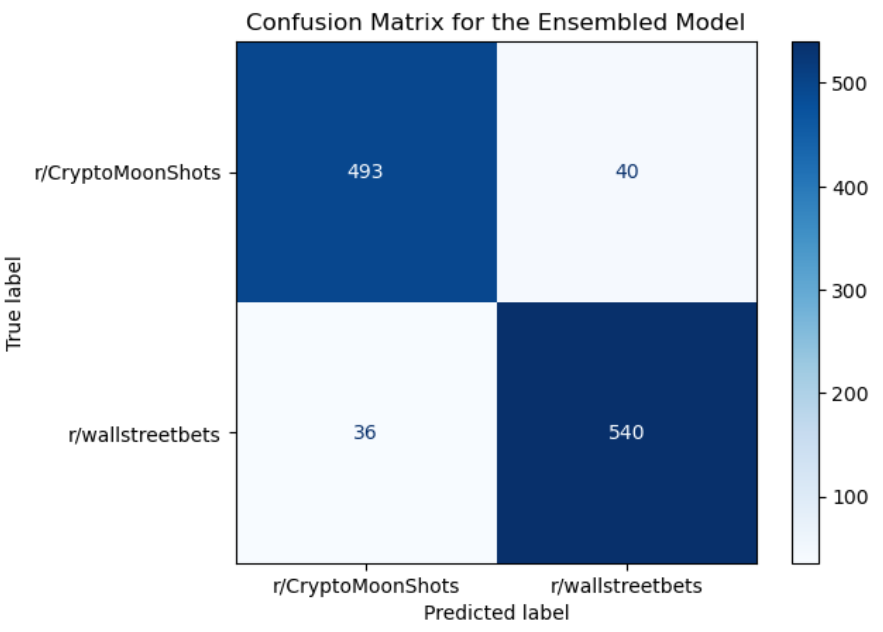 Confusion Matrix for the Ensembled Model
True label
r/CryptoMoonShots
493
40
r/wallstreetbets
36
540
r/CryptoMoonShots
r/wallstreetbets
Predicted label
500
400
300
200
100